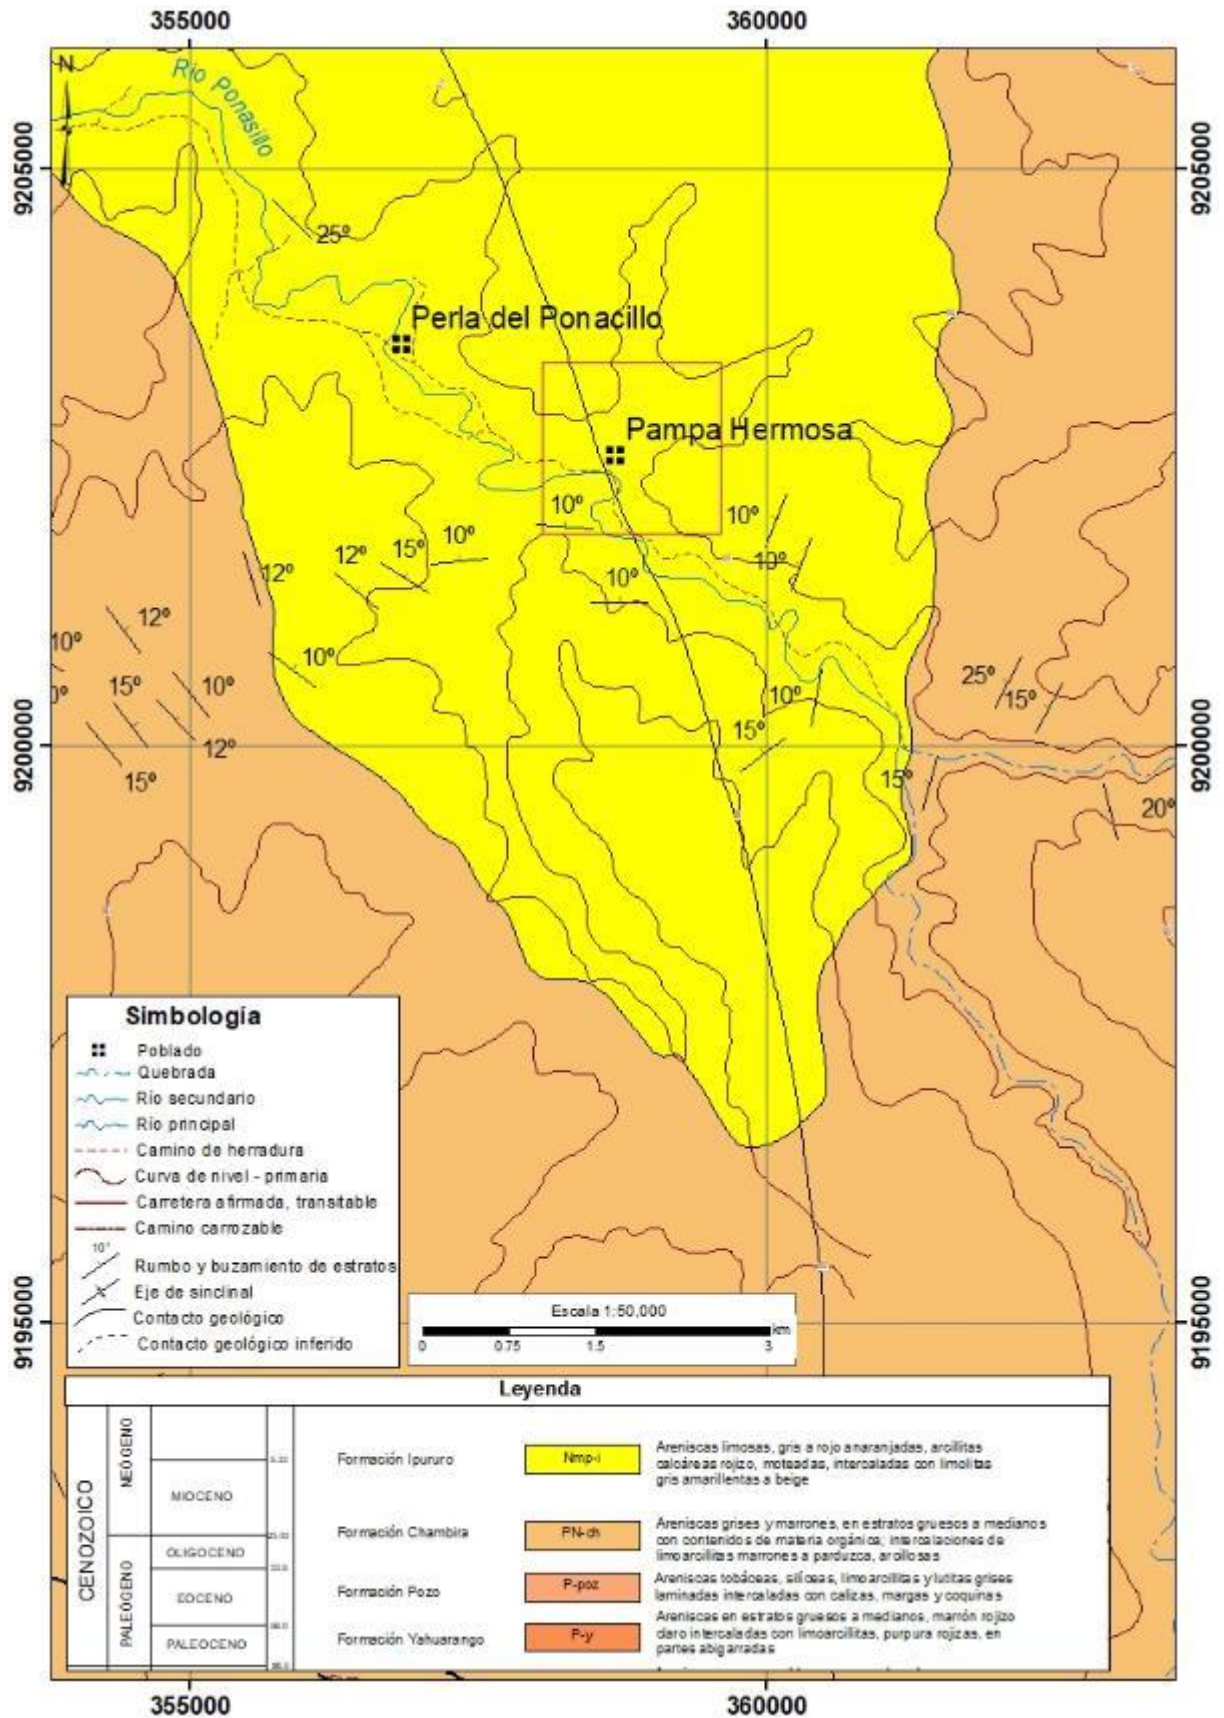 355000
360000
N
Río Ponasillo
9205000
9205000
25º
Perla del Ponacillo
Pampa Hermosa
10º
10º
10º
12º
15º
10º
12º
10º
12º
10º
10º
15º
10º
12º
15º
10º
15º
25º
15º
15º
20º
9200000
9200000
Simbología
Poblado
Quebrada
Río secundario
Río principal
Camino de herradura
Curva de nivel - primaria
Carretera afirmada, transitable
Camino carrozable
10°
Rumbo y buzamiento de estratos
Eje de sinclinal
Contacto geológico
Contacto geológico inferido
Escala 1:50,000
km
0 0.75 1.5 3
9195000
9195000
Leyenda
CENOZOICO
NEÓGENO
PALEÓGENO
MIOCENO
OLIGOCENO
EOCENO
PALEOCENO
Formación Ipururo
Nmp-i
Areniscas limosas, gris a rojo anaranjadas, arcillitas
calcáreas rojizo, moteadas, intercaladas con limolitas
gris amarillentas a beige
Formación Chambira
PN-ch
Areniscas grises y marrones, en estratos gruesos a medianos
con contenidos de materia orgánica; intercalaciones de
limoarcillitas marrones a parduzca, arcillosas
Formación Pozo
P-poz
Areniscas tobáceas, silíceas, limoarcillitas y lutitas grises
laminadas intercaladas con calizas, margas y coquinas
Formación Yahuarango
P-y
Areniscas en estratos gruesos a medianos, marrón rojizo
claro intercaladas con limoarcillitas, purpura rojizas, en
partes abigarradas
355000
360000